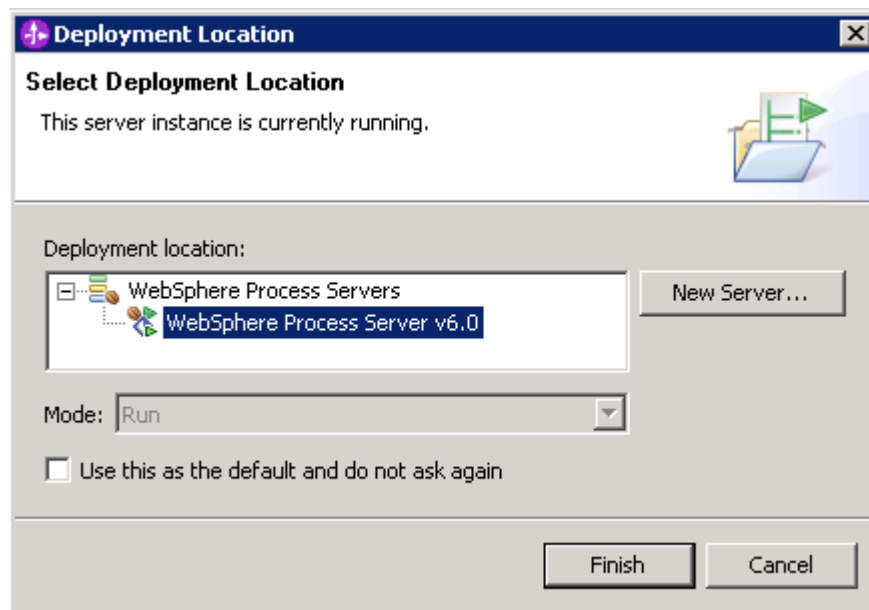 Deployment Location
Select Deployment Location
This server instance is currently running.
Deployment location:
WebSphere Process Servers
New Server...
WebSphere Process Server v6.0
Mode: Run
Use this as the default and do not ask again
Finish Cancel